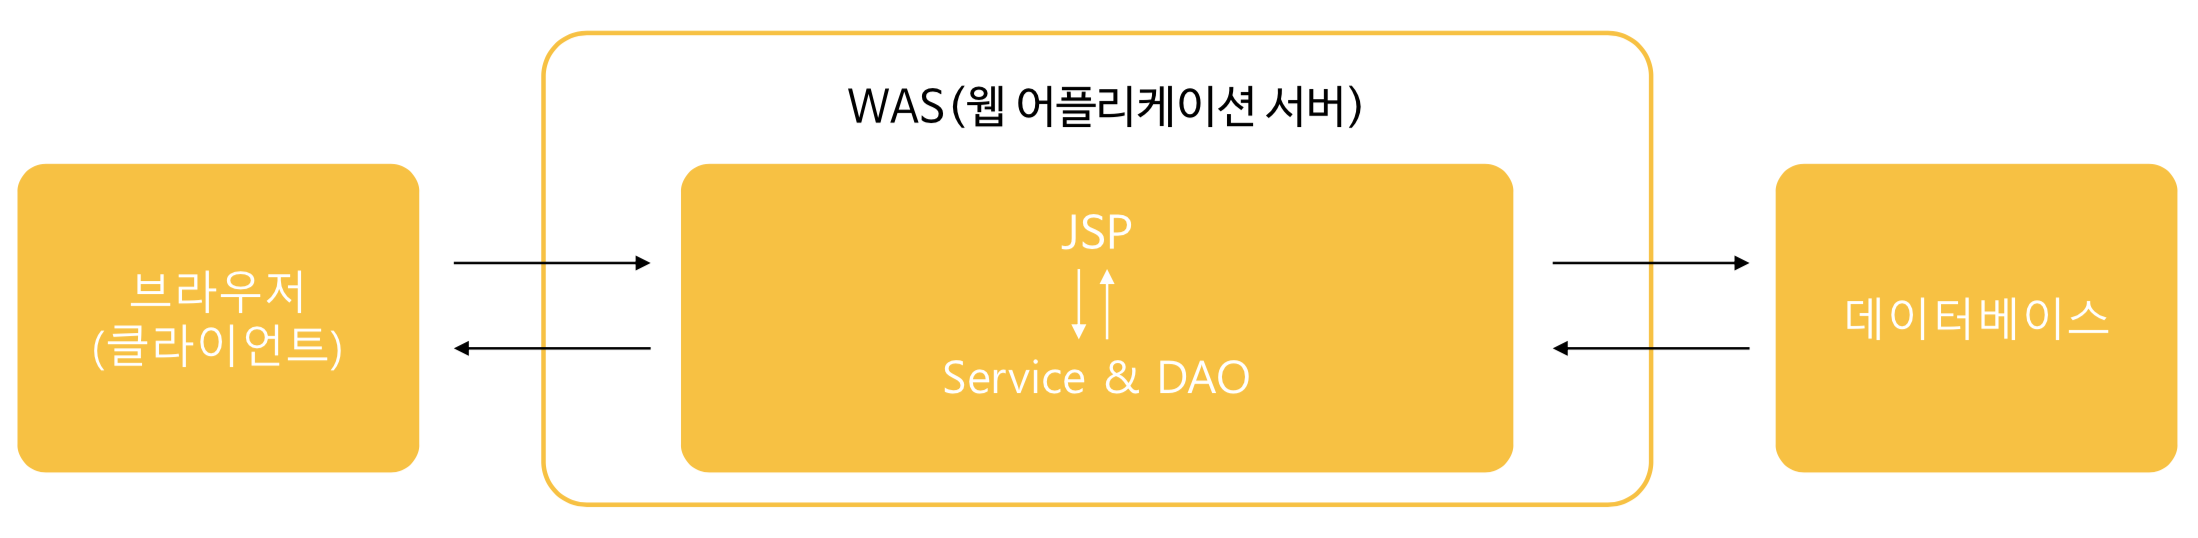 WAS (웹 어플리케이션 서버)
브라우저
(클라이언트)
JSP
Service & DAO
데이터베이스